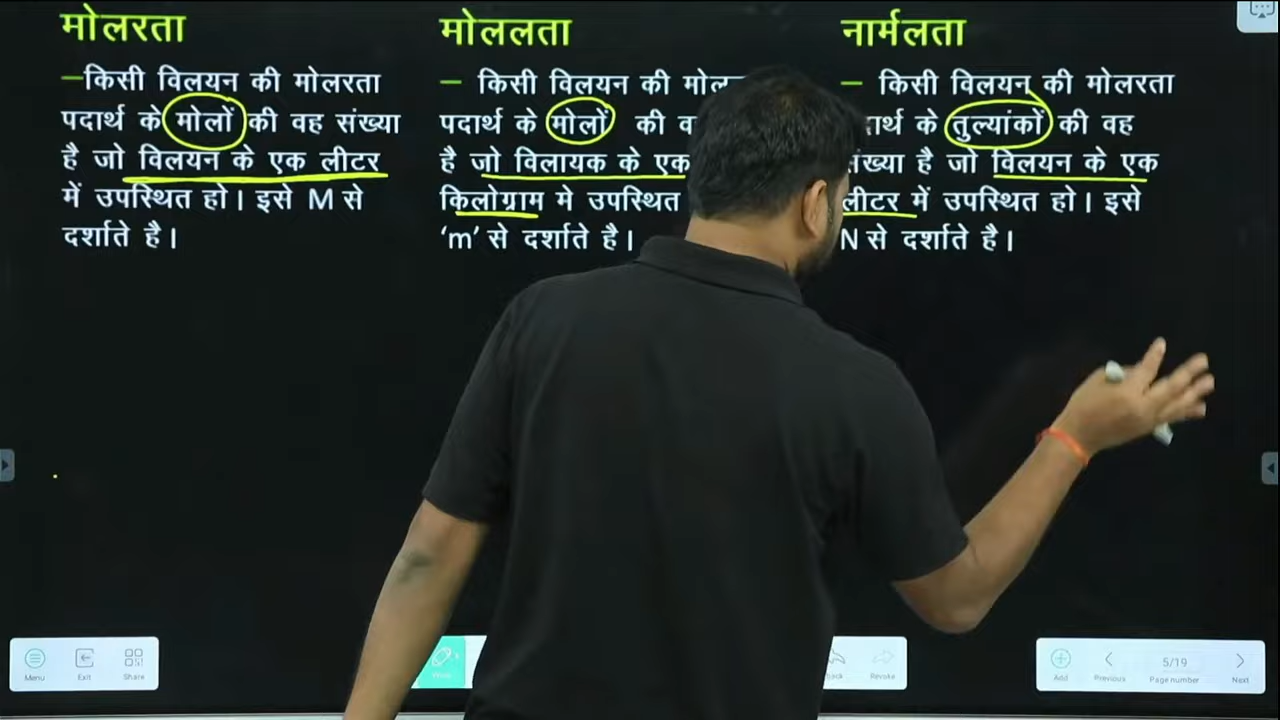 मोलरता
–किसी विलयन की मोलरता
पदार्थ के मोलों की वह संख्या
है जो विलयन के एक लीटर
में उपस्थित हो। इसे M से
दर्शाते है।
मोललता
– किसी विलयन की
पदार्थ के मोलों की
है जो विलायक के एक
किलोग्राम मे उपस्थित
‘m’ से दर्शाते है।
नार्मलता
– किसी विलयन की मोलरता
के तुल्यांकों की वह
है जो विलयन के एक
लीटर में उपस्थित हो। इसे
N से दर्शाते है।
Menu Exit Share
Revoke
Add Previous 5/19 Next
Page number